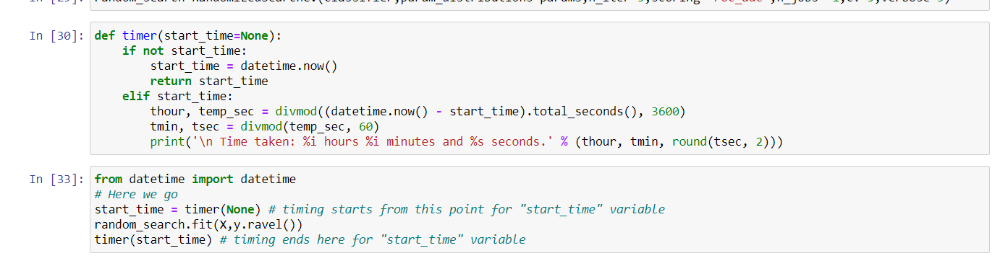 In [30]: def timer(start_time=None):
    if not start_time:
        start_time = datetime.now()
        return start_time
    elif start_time:
        thour, temp_sec = divmod((datetime.now() - start_time).total_seconds(), 3600)
        tmin, tsec = divmod(temp_sec, 60)
        print('\n Time taken: %i hours %i minutes and %s seconds.' % (thour, tmin, round(tsec, 2)))
In [33]: from datetime import datetime
# Here we go
start_time = timer(None) # timing starts from this point for "start_time" variable
random_search.fit(X,y.ravel())
timer(start_time) # timing ends here for "start_time" variable